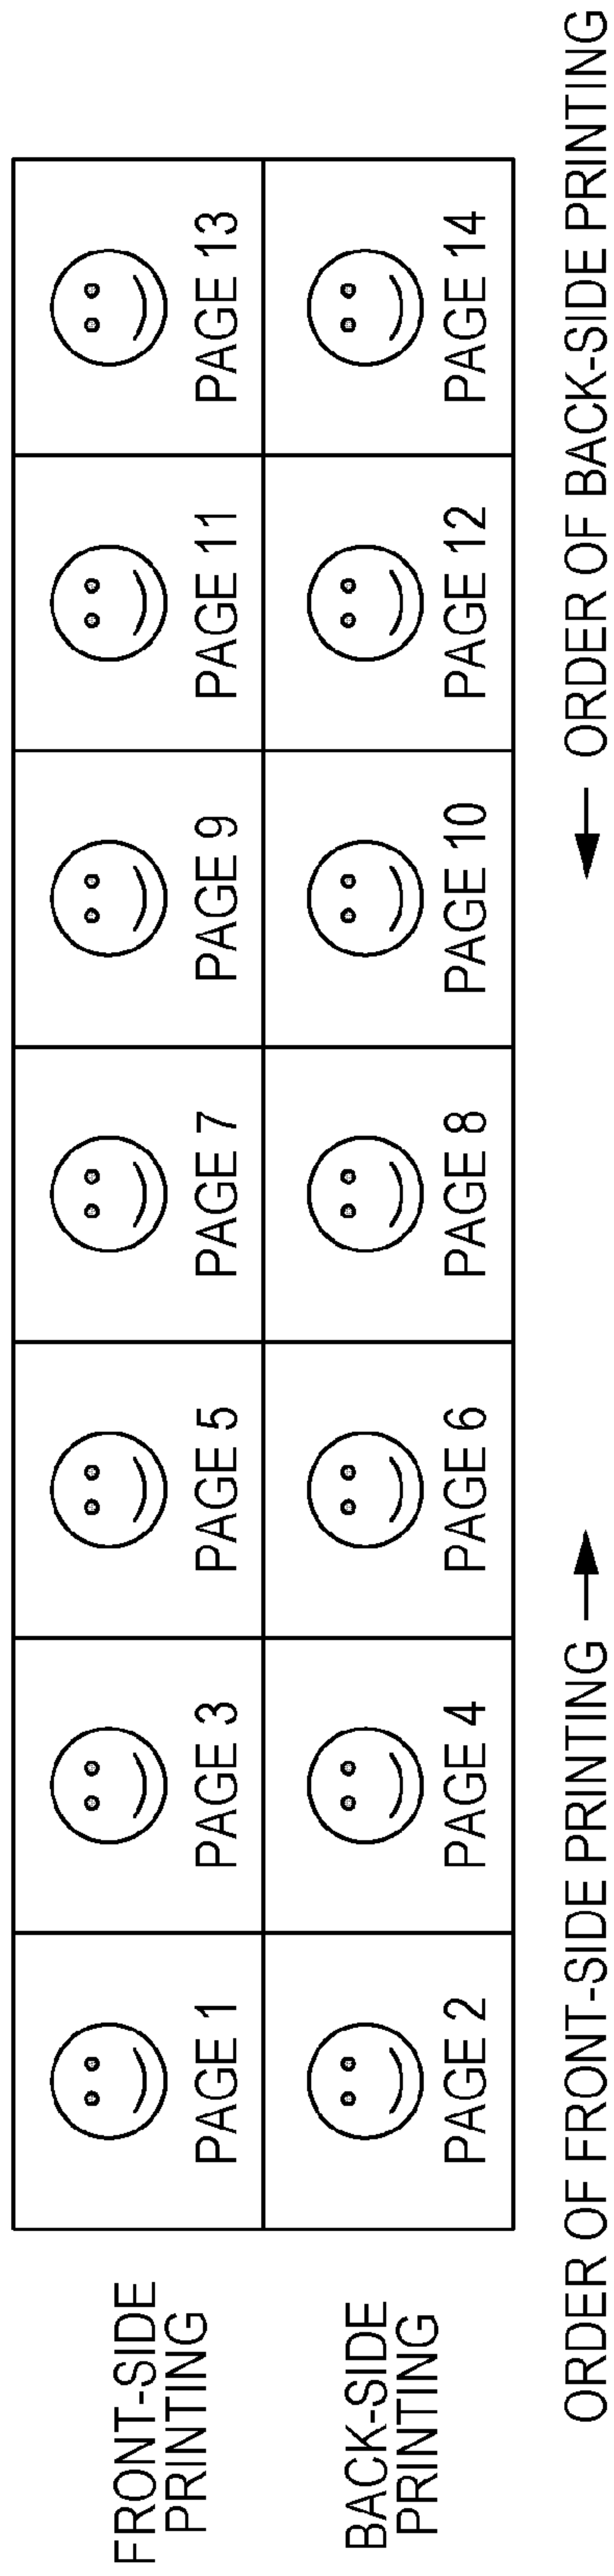 FRONT-SIDE
PRINTING
PAGE 1
PAGE 3
PAGE 5
PAGE 7
PAGE 9
PAGE 11
PAGE 13
BACK-SIDE
PRINTING
PAGE 2
PAGE 4
PAGE 6
PAGE 8
PAGE 10
PAGE 12
PAGE 14
ORDER OF FRONT-SIDE PRINTING →
← ORDER OF BACK-SIDE PRINTING